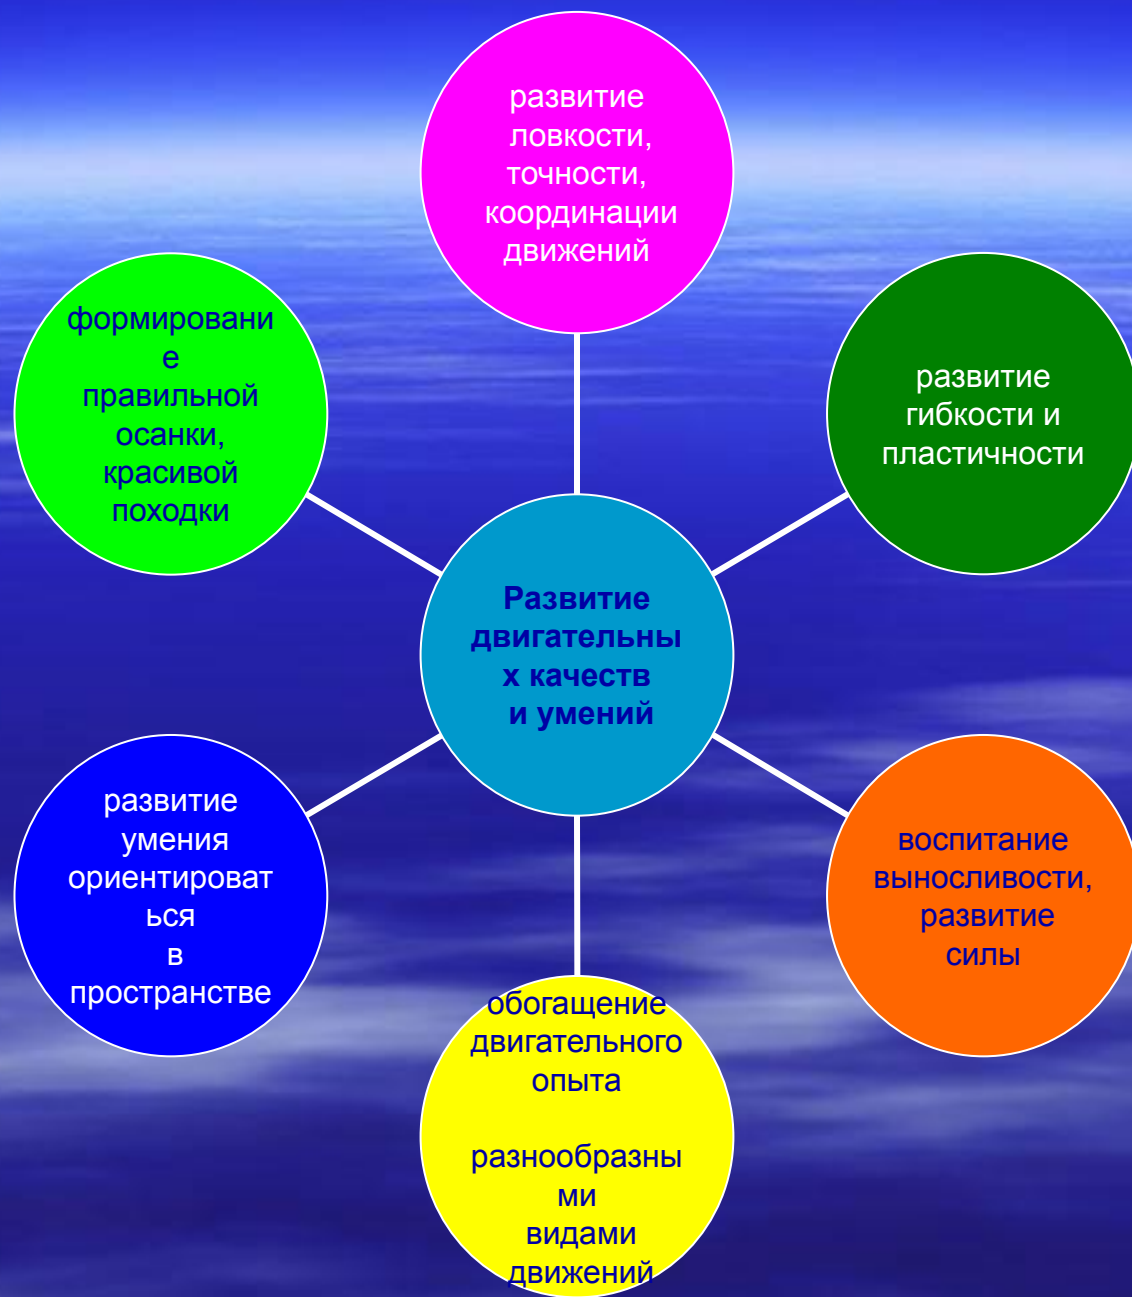 развитие
ловкости,
точности,
координации
движений
формировани
е
правильной
осанки,
красивой
походки
развитие
гибкости и
пластичности
Развитие
двигательны
х качеств
и умений
развитие
умения
ориентироват
ься
в
пространстве
воспитание
выносливости,
развитие
силы
обогащение
двигательного
опыта
разнообразны
ми
видами
движений